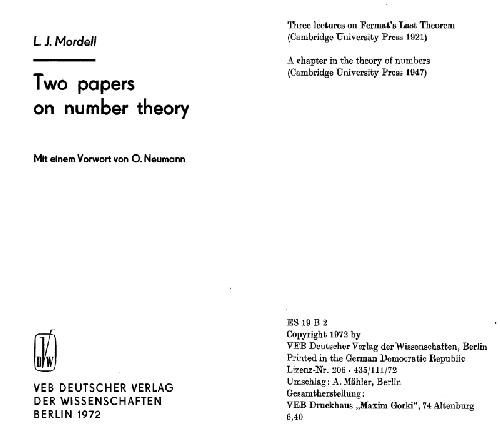 L. J. Mordell
Two papers
on number theory
Mit einem Vorwort von O. Neumann
DVW
VEB DEUTSCHER VERLAG
DER WISSENSCHAFTEN
BERLIN 1972
Three lectures on Fermat's Last Theorem
(Cambridge University Press 1921)
A chapter in the theory of numbers
(Cambridge University Press 1947)
ES 19 B 2
Copyright 1973 by
VEB Deutscher Verlag der Wissenschaften, Berlin
Printed in the German Democratic Republic
Lizenz-Nr. 206 · 435/111/72
Umschlag: A. Mähler, Berlin
Gesamtherstellung:
VEB Druckhaus „Maxim Gorki", 74 Altenburg
6,40